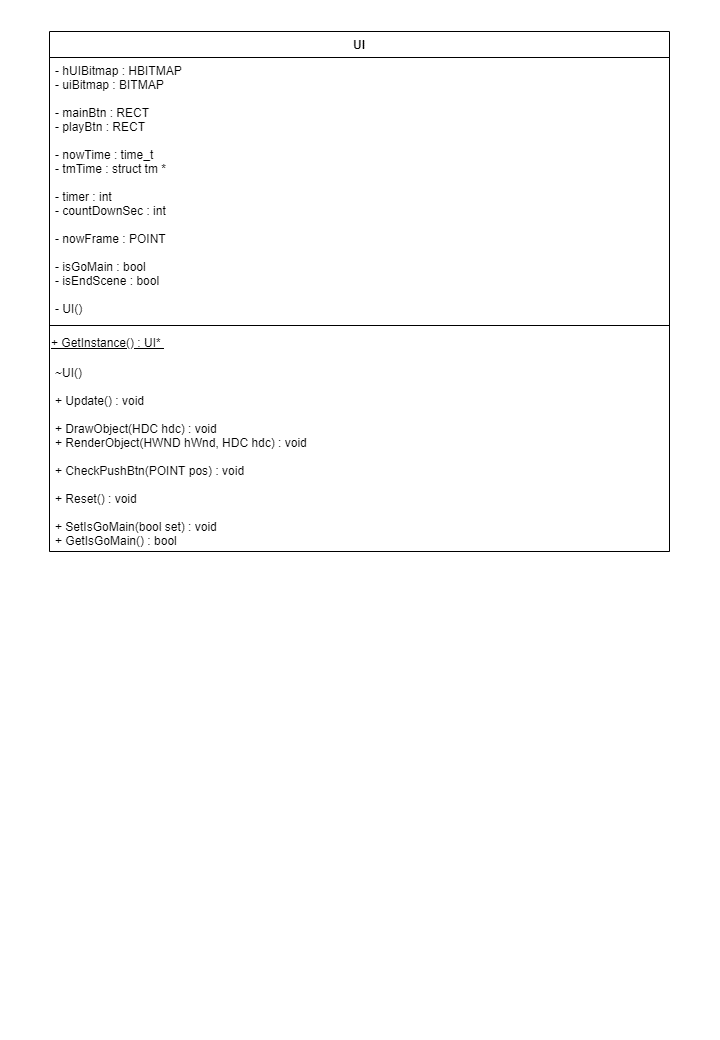 UI
- hUIBitmap : HBITMAP
- uiBitmap : BITMAP
- mainBtn : RECT
- playBtn : RECT
- nowTime : time_t
- tmTime : struct tm *
- timer : int
- countDownSec : int
- nowFrame : POINT
- isGoMain : bool
- isEndScene : bool
- UI()
+ GetInstance() : UI*
~UI()
+ Update() : void
+ DrawObject(HDC hdc) : void
+ RenderObject(HWND hWnd, HDC hdc) : void
+ CheckPushBtn(POINT pos) : void
+ Reset() : void
+ SetIsGoMain(bool set) : void
+ GetIsGoMain() : bool